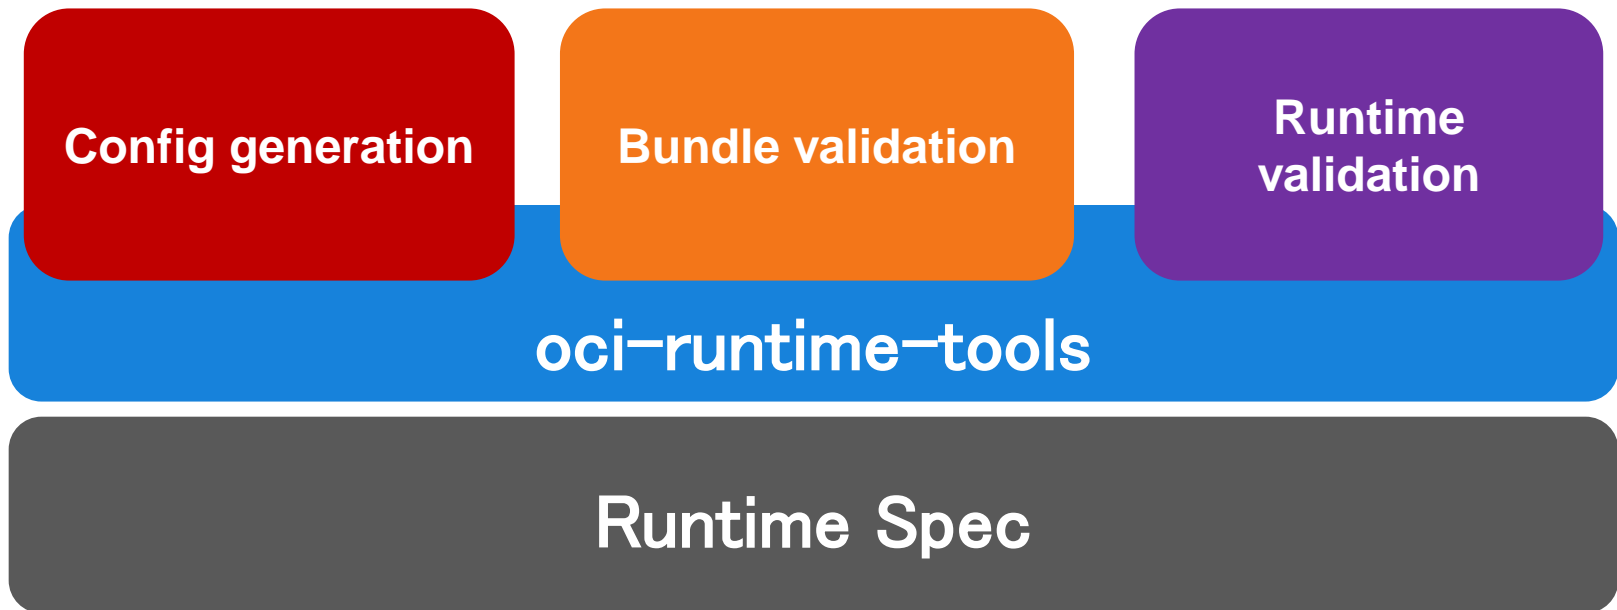 Config generation
Bundle validation
Runtime
validation
oci-runtime-tools
Runtime Spec